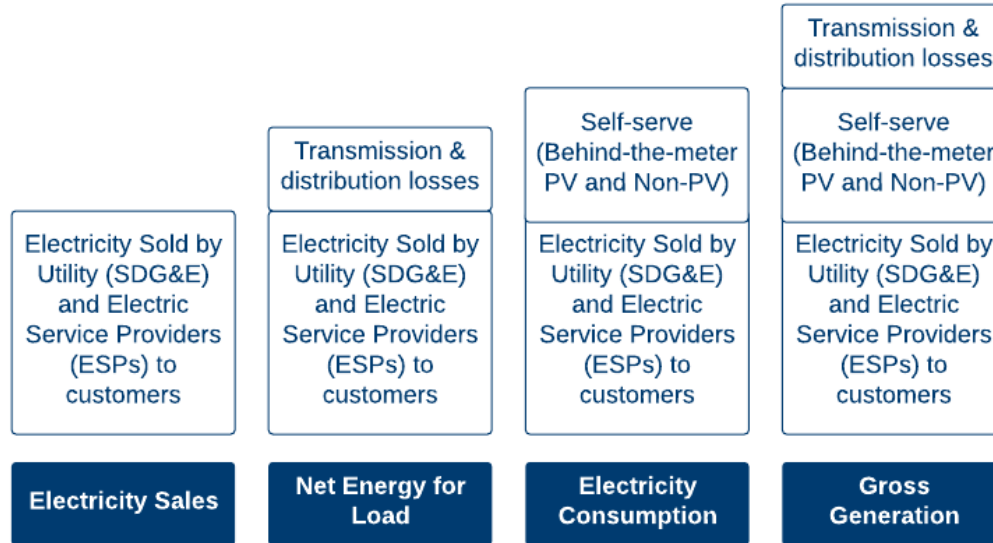 Electricity Sold by
Utility (SDG&E)
and Electric
Service Providers
(ESPs) to
customers
Electricity Sales
Transmission &
distribution losses
Electricity Sold by
Utility (SDG&E)
and Electric
Service Providers
(ESPs) to
customers
Net Energy for
Load
Self-serve
(Behind-the-meter
PV and Non-PV)
Electricity Sold by
Utility (SDG&E)
and Electric
Service Providers
(ESPs) to
customers
Electricity
Consumption
Transmission &
distribution losses
Self-serve
(Behind-the-meter
PV and Non-PV)
Electricity Sold by
Utility (SDG&E)
and Electric
Service Providers
(ESPs) to
customers
Gross
Generation